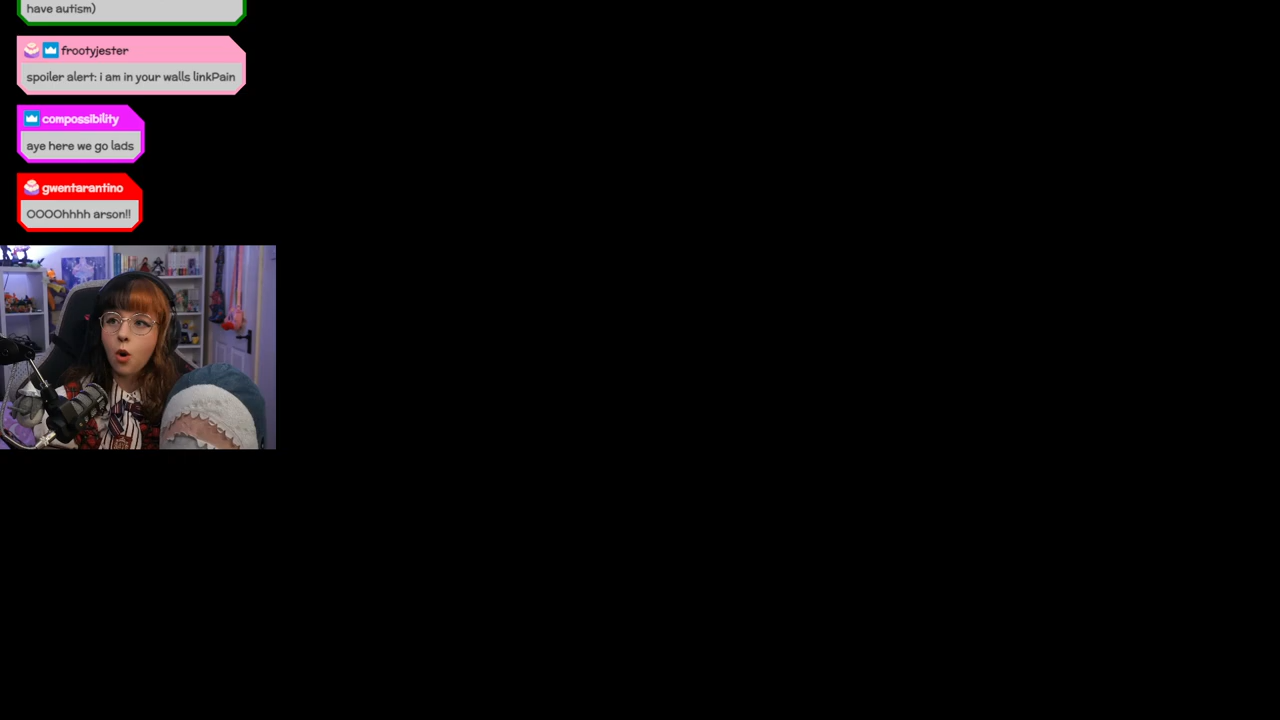 have autism)
frootyjester
spoiler alert: i am in your walls linkPain
compossibility
aye here we go lads
gwentarantino
OOOOhhhh arson!!